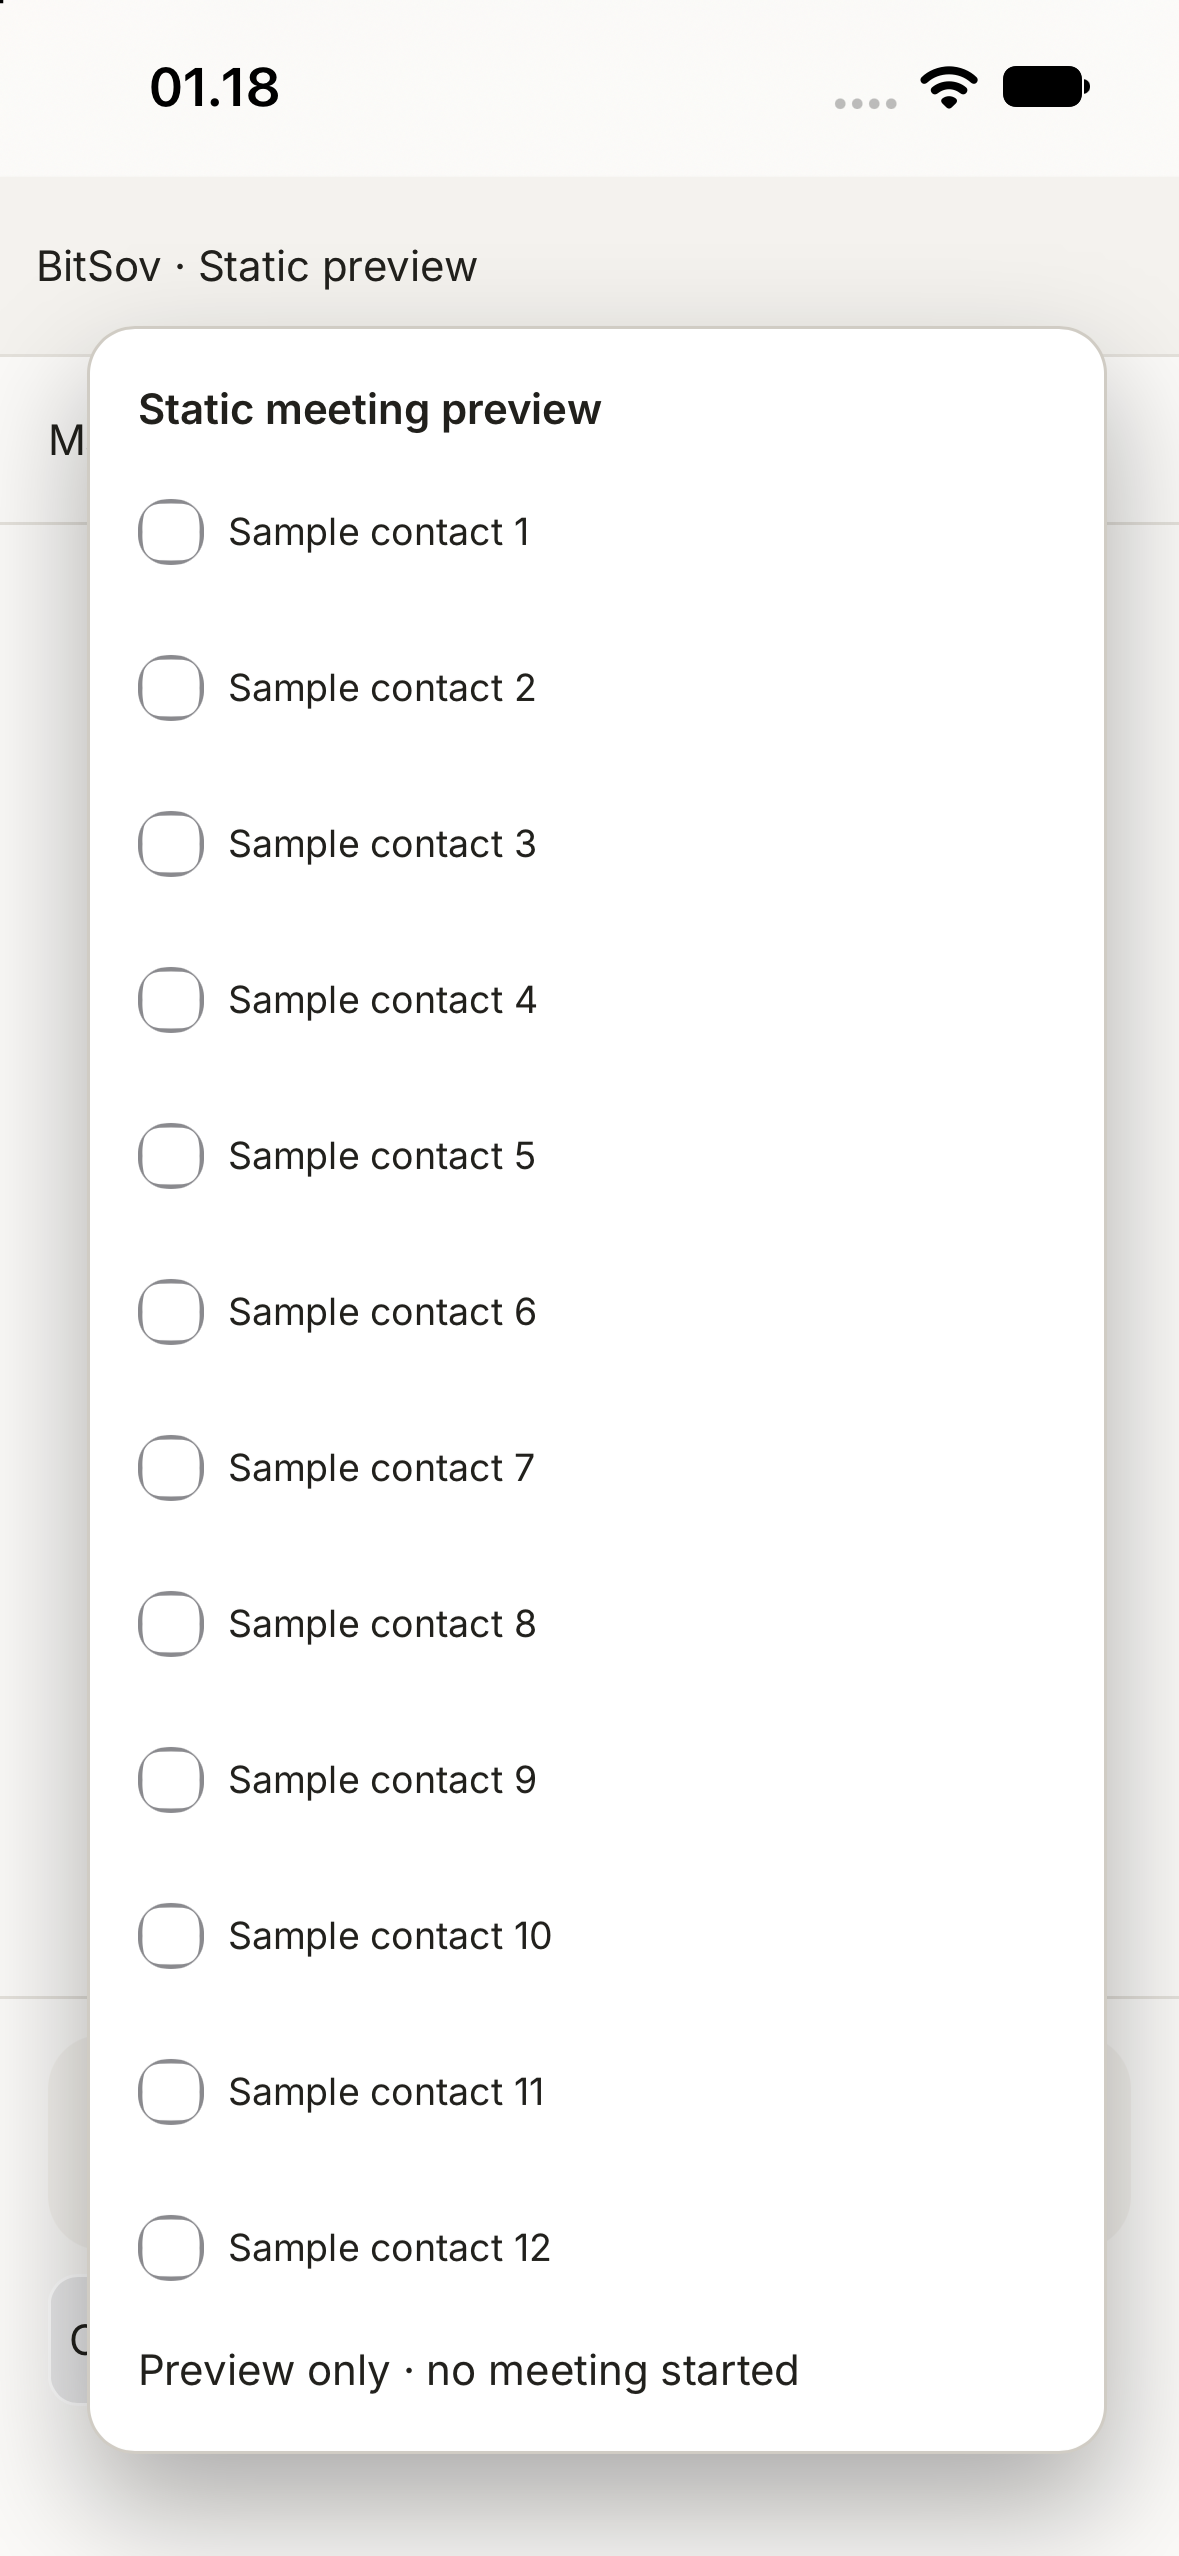 01.18
BitSov · Static preview
Static meeting preview
Sample contact 1
Sample contact 2
Sample contact 3
Sample contact 4
Sample contact 5
Sample contact 6
Sample contact 7
Sample contact 8
Sample contact 9
Sample contact 10
Sample contact 11
Sample contact 12
Preview only · no meeting started